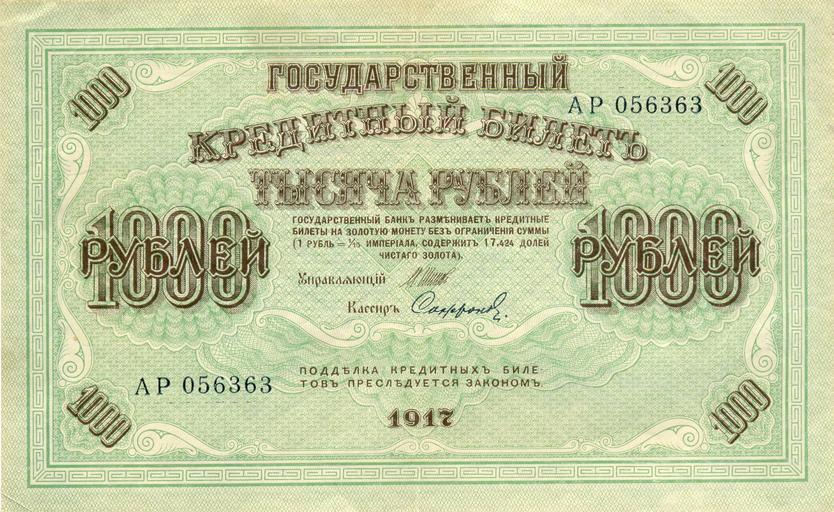 1000
ГОСУДАРСТВЕННЫЙ
1000
АР 056363
КРЕДИТНЫЙ БИЛЕТЪ
ТЫСЯЧА РУБЛЕЙ
1000
РУБЛЕЙ
ГОСУДАРСТВЕННЫЙ БАНКЪ РАЗМѢНИВАЕТЪ КРЕДИТНЫЕ
БИЛЕТЫ НА ЗОЛОТУЮ МОНЕТУ БЕЗЪ ОГРАНИЧЕНІЯ СУММЫ
(1 РУБЛЬ = 1/15 ИМПЕРІАЛА, СОДЕРЖИТЪ 17,424 ДОЛЕЙ
ЧИСТАГО ЗОЛОТА).
1000
РУБЛЕЙ
Управляющій
Кассиръ Сафронов
АР 056363
ПОДДѢЛКА КРЕДИТНЫХЪ БИЛЕ-
ТОВЪ ПРЕСЛѢДУЕТСЯ ЗАКОНОМЪ.
1000
1917
1000